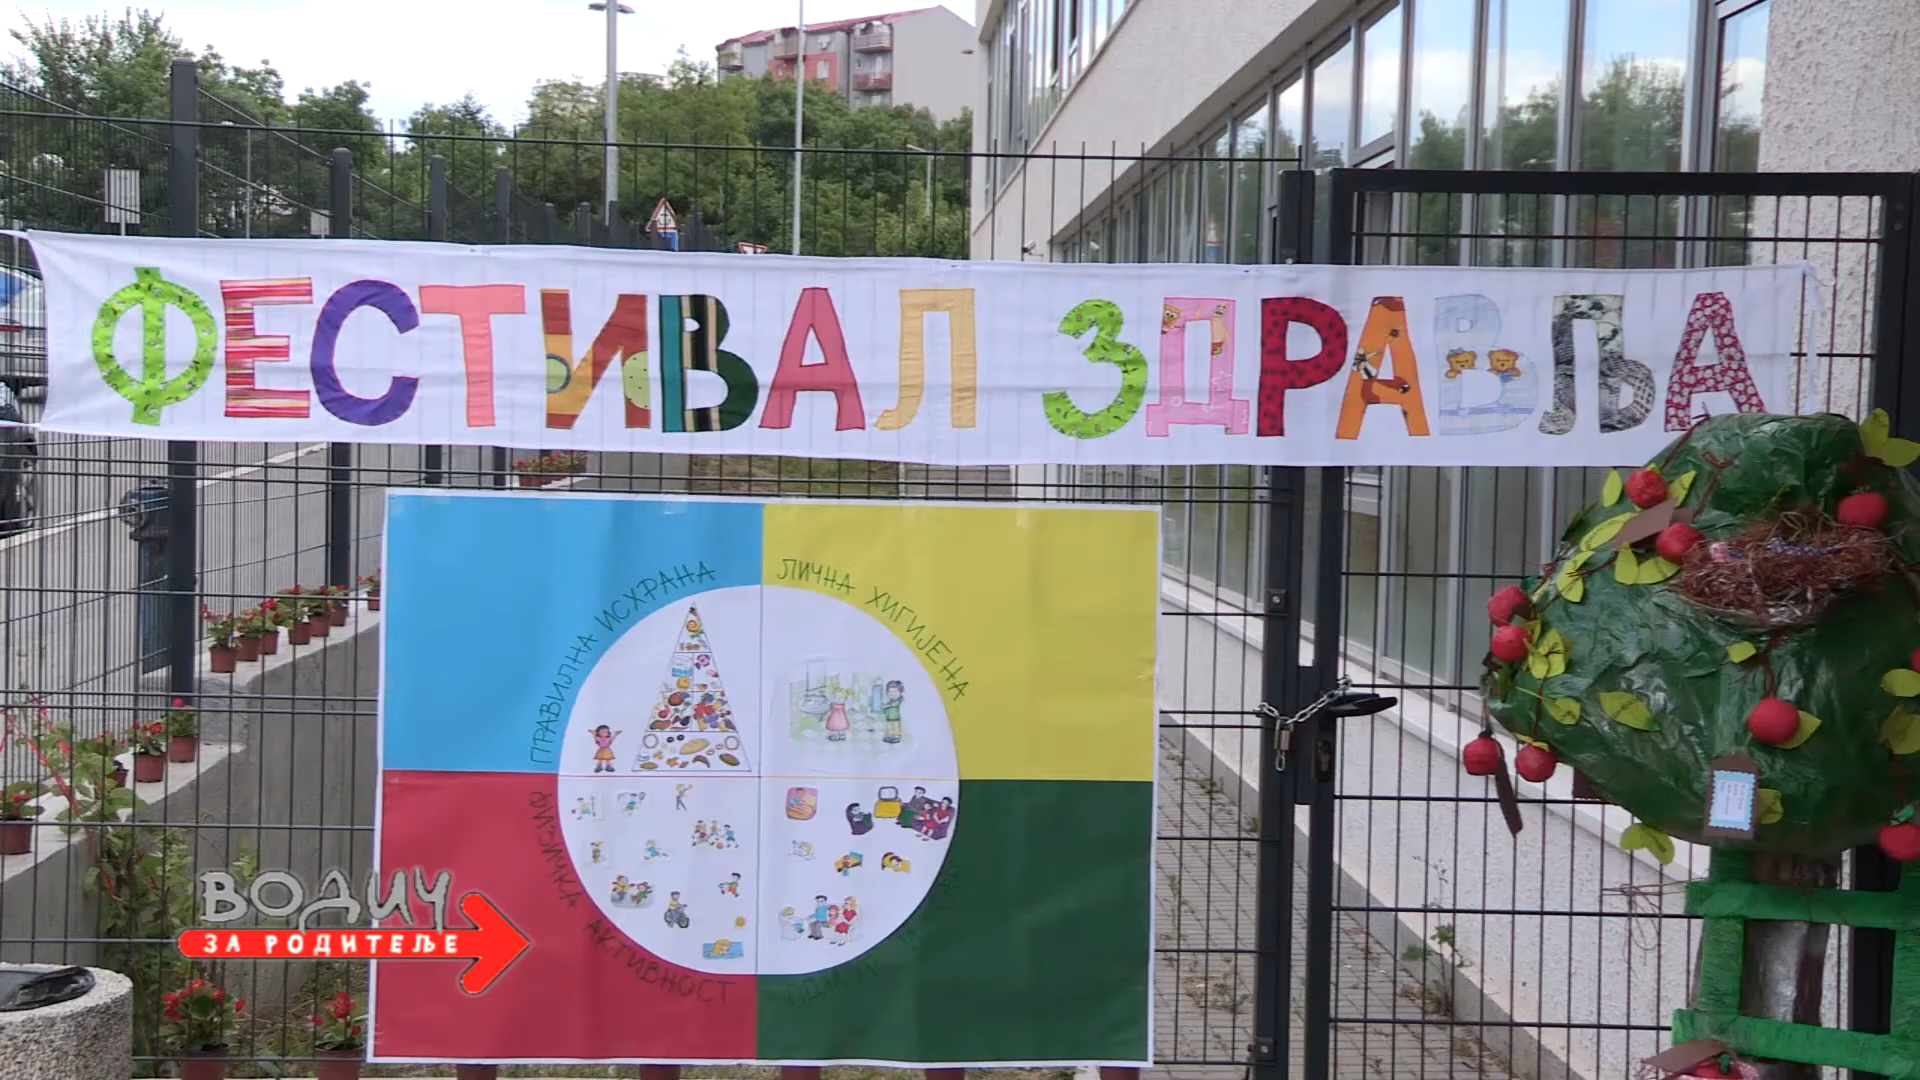 ФЕСТИВАЛ ЗДРАВЉА
ПРАВИЛНА ИСХРАНА
ЛИЧНА ХИГИЈЕНА
ФИЗИЧКА АКТИВНОСТ
ВОДИЧ
ЗА РОДИТЕЉЕ